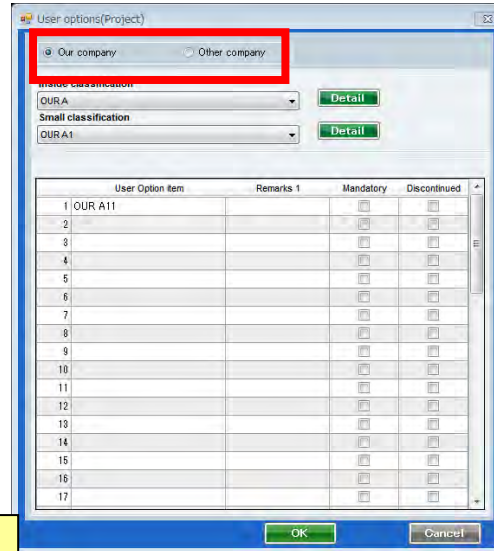 User options(Project)
Our company Other company
Inside classification
OUR A Detail
Small classification
OUR A1 Detail
User Option item Remarks 1 Mandatory Discontinued
1 OUR A11
2
3
4
5
6
7
8
9
10
11
12
13
14
15
16
17
OK Cancel